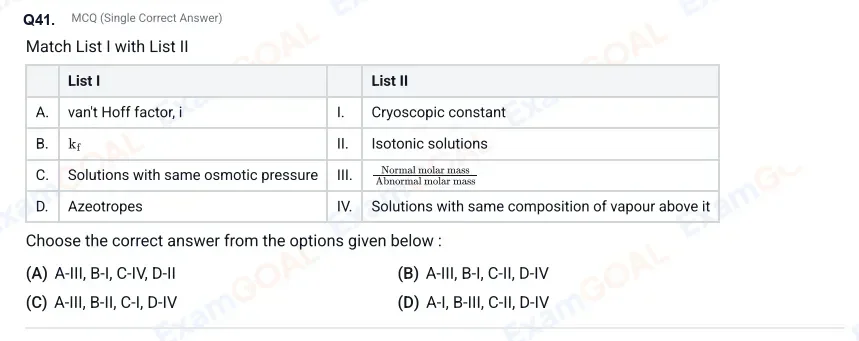 Q41. MCQ (Single Correct Answer)
Match List I with List II
List I List II
A. van't Hoff factor, i I. Cryoscopic constant
B. k_f II. Isotonic solutions
C. Solutions with same osmotic pressure III. Normal molar mass / Abnormal molar mass
D. Azeotropes IV. Solutions with same composition of vapour above it
Choose the correct answer from the options given below :
(A) A-III, B-I, C-IV, D-II (B) A-III, B-I, C-II, D-IV
(C) A-III, B-II, C-I, D-IV (D) A-I, B-III, C-II, D-IV
ExamGOAL